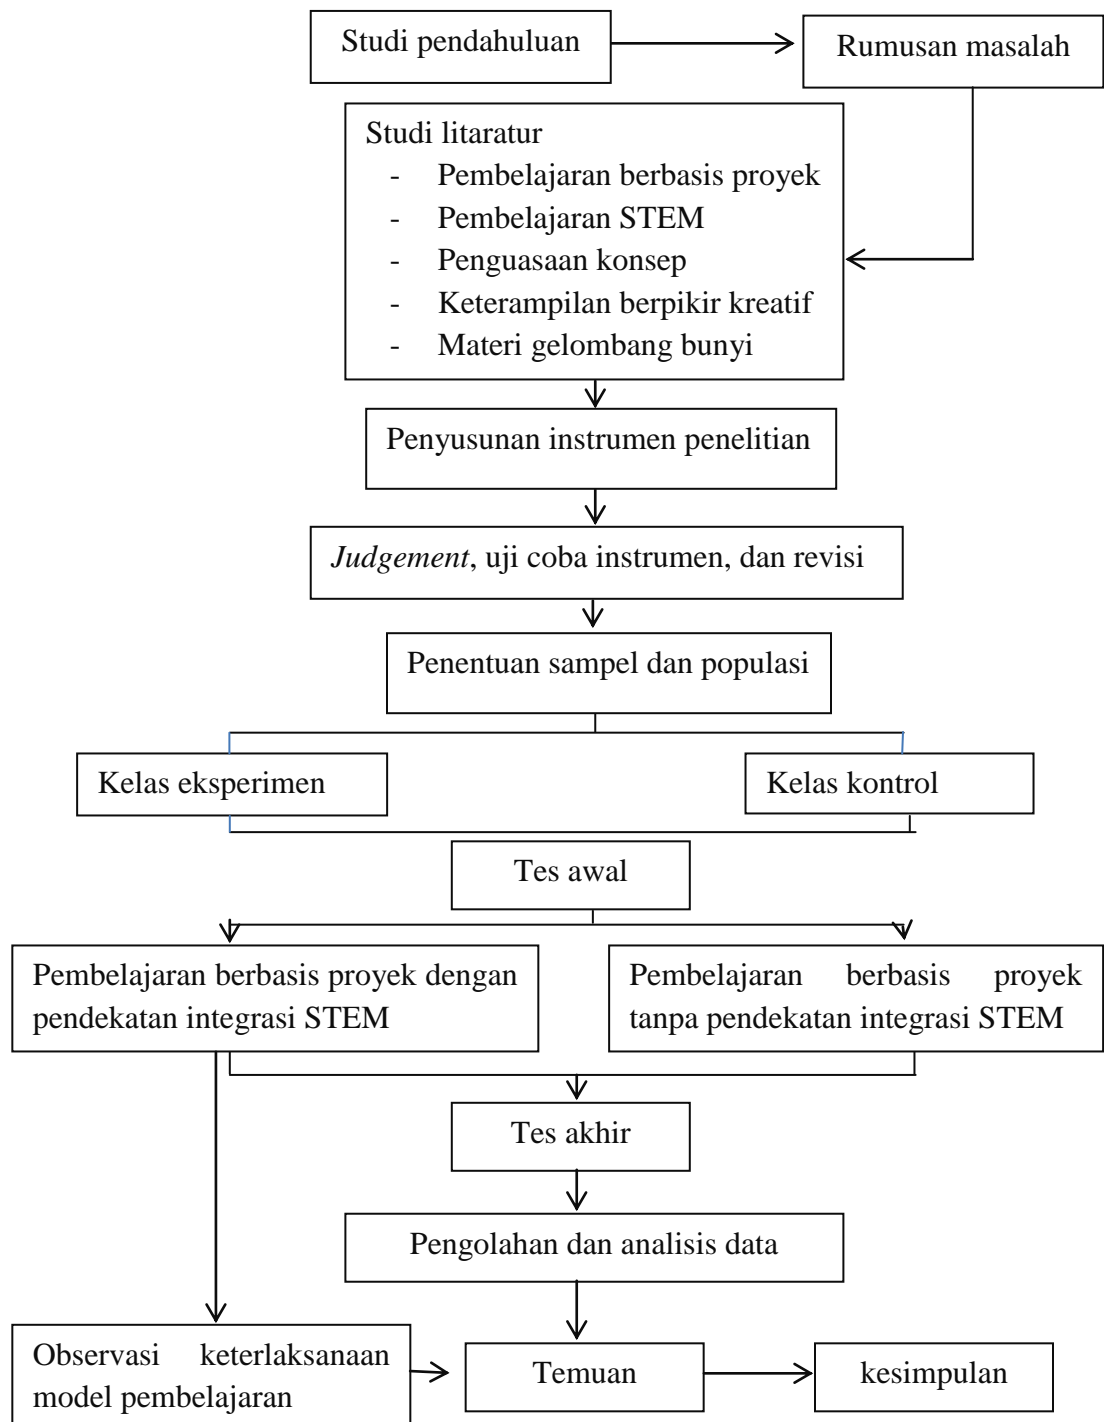 Studi pendahuluan
Rumusan masalah
Studi litaratur
- Pembelajaran berbasis proyek
- Pembelajaran STEM
- Penguasaan konsep
- Keterampilan berpikir kreatif
- Materi gelombang bunyi
Penyusunan instrumen penelitian
Judgement, uji coba instrumen, dan revisi
Penentuan sampel dan populasi
Kelas eksperimen
Kelas kontrol
Tes awal
Pembelajaran berbasis proyek dengan
pendekatan integrasi STEM
Pembelajaran berbasis proyek
tanpa pendekatan integrasi STEM
Tes akhir
Pengolahan dan analisis data
Observasi keterlaksanaan
model pembelajaran
Temuan
kesimpulan